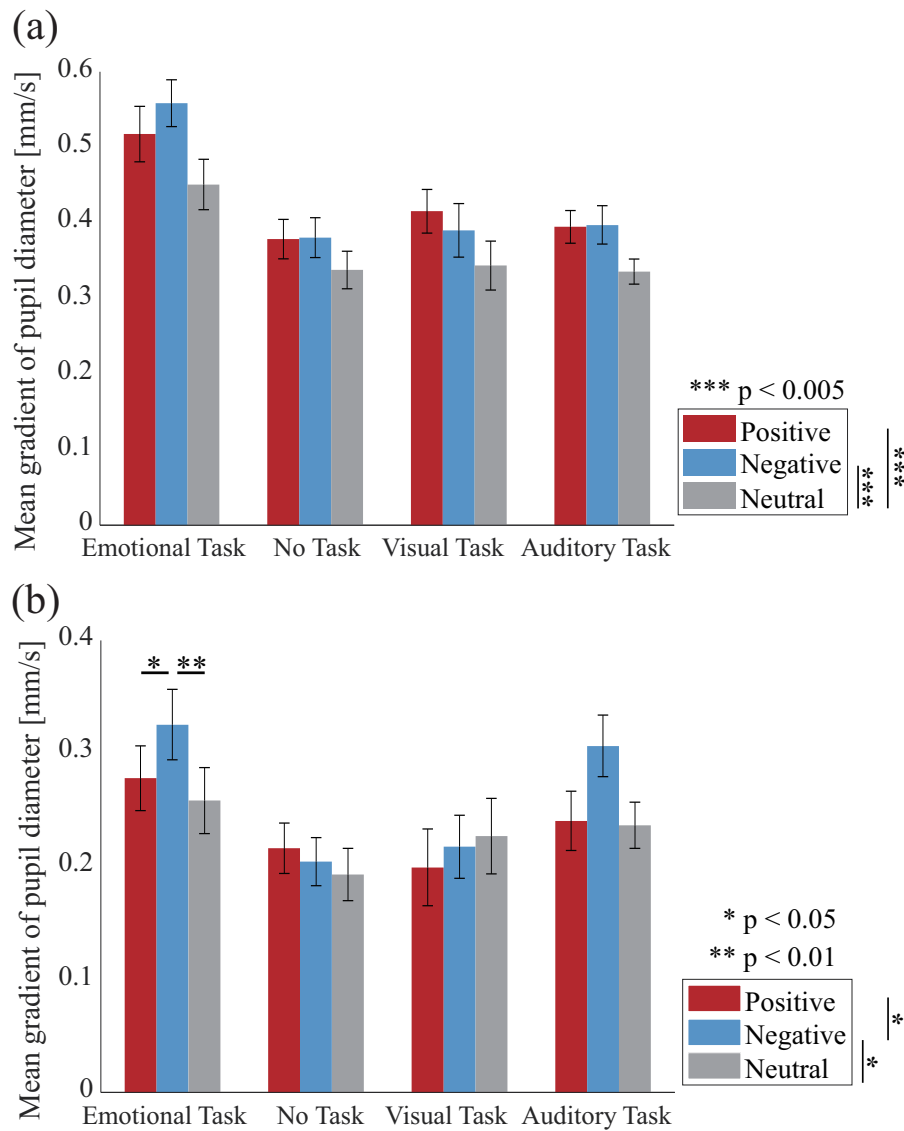 (a)
Mean gradient of pupil diameter [mm/s]
0.6
0.5
0.4
0.3
0.2
0.1
0
Emotional Task No Task Visual Task Auditory Task
*** p < 0.005
Positive
Negative
Neutral
***
***
(b)
Mean gradient of pupil diameter [mm/s]
0.4
0.3
0.2
0.1
0
* **
Emotional Task No Task Visual Task Auditory Task
* p < 0.05
** p < 0.01
Positive
Negative
Neutral
*
*